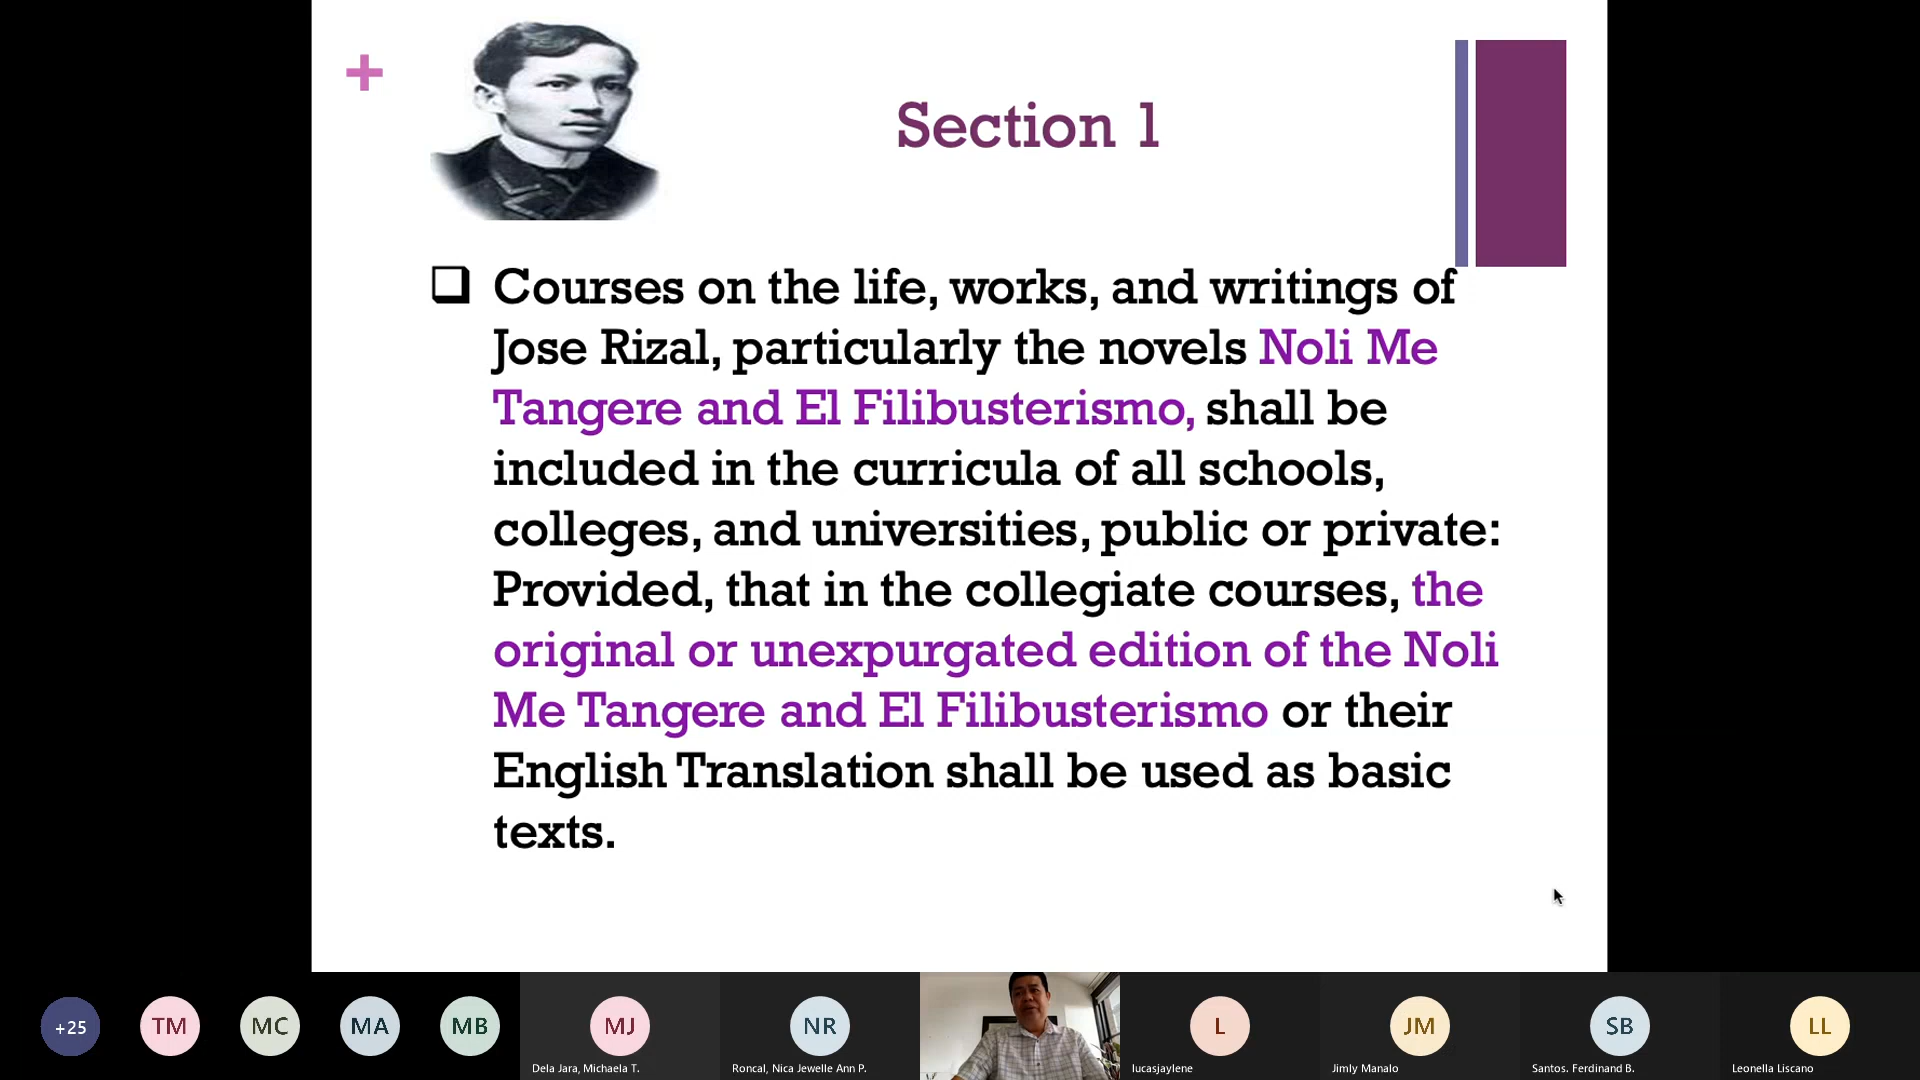 +
Section 1
Courses on the life, works, and writings of
Jose Rizal, particularly the novels Noli Me
Tangere and El Filibusterismo, shall be
included in the curricula of all schools,
colleges, and universities, public or private:
Provided, that in the collegiate courses, the
original or unexpurgated edition of the Noli
Me Tangere and El Filibusterismo or their
English Translation shall be used as basic
texts.
+25
TM
MC
MA
MB
MJ
NR
L
JM
SB
LL
Dela Jara, Michaela T.
Roncal, Nica Jewelle Ann P.
lucasjaylene
Jimly Manalo
Santos. Ferdinand B.
Leonella Liscano